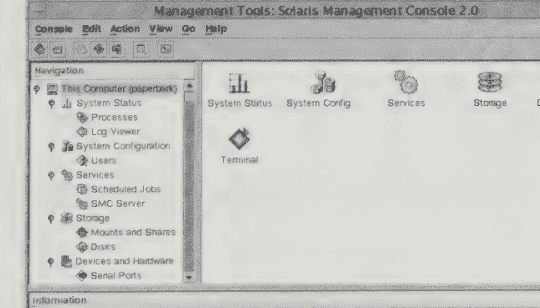 Management Tools: Solaris Management Console 2.0
Console Edit Action View Go Help
Navigation
This Computer (paperbark)
System Status
Processes
Log Viewer
System Configuration
Users
Services
Scheduled Jobs
SMC Server
Storage
Mounts and Shares
Disks
Devices and Hardware
Serial Ports
System Status System Config Services Storage
Terminal
Information